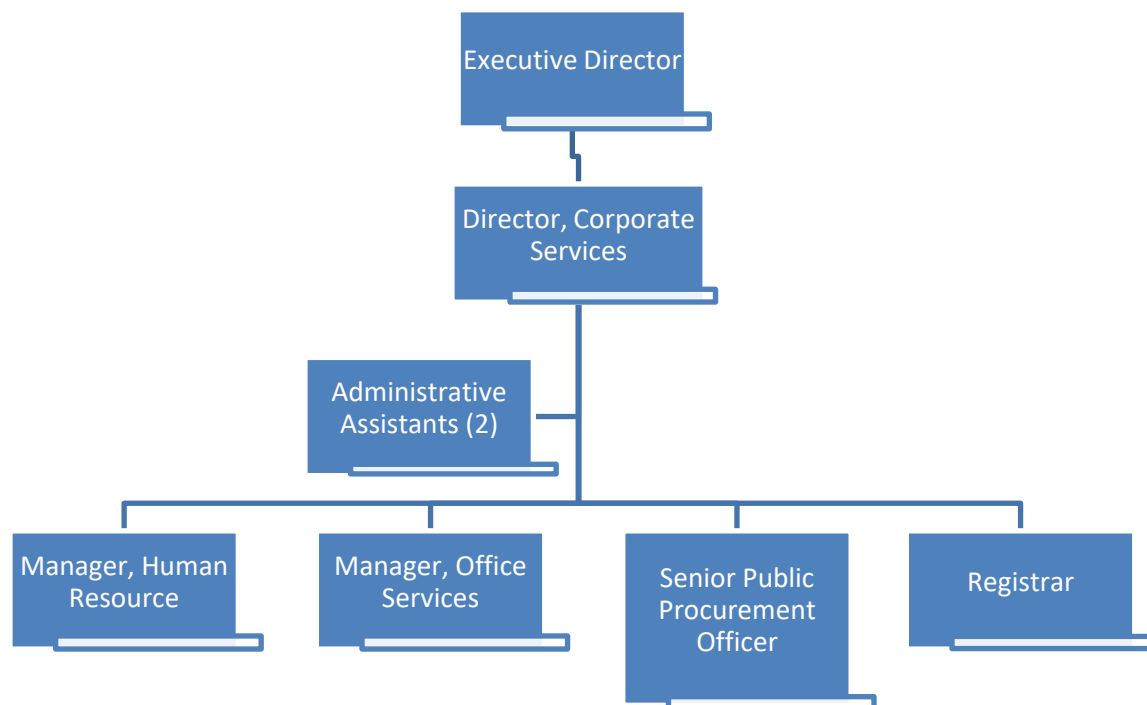 Executive Director
Director, Corporate
Services
Administrative
Assistants (2)
Manager, Human
Resource
Manager, Office
Services
Senior Public
Procurement
Officer
Registrar